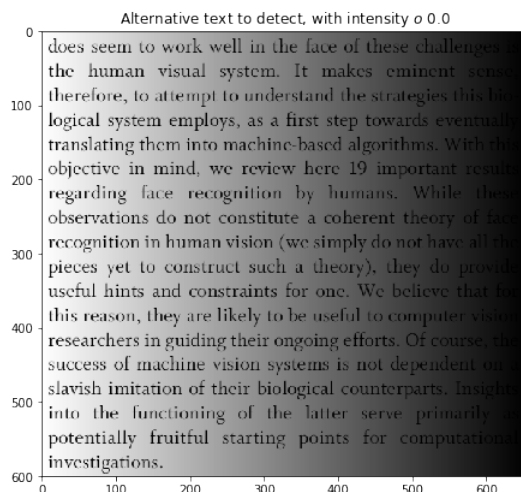 Alternative text to detect, with intensity o 0.0
does seem to work well in the face of these challenges is
the human visual system. It makes eminent sense,
therefore, to attempt to understand the strategies this bio-
logical system employs, as a first step towards eventually
translating them into machine-based algorithms. With this
objective in mind, we review here 19 important results
regarding face recognition by humans. While these
observations do not constitute a coherent theory of face
recognition in human vision (we simply do not have all the
pieces yet to construct such a theory), they do provide
useful hints and constraints for one. We believe that for
this reason, they are likely to be useful to computer vision
researchers in guiding their ongoing efforts. Of course, the
success of machine vision systems is not dependent on a
slavish imitation of their biological counterparts. Insights
into the functioning of the latter serve primarily as
potentially fruitful starting points for computational
investigations.
0
100
200
300
400
500
600
0 100 200 300 400 500 600